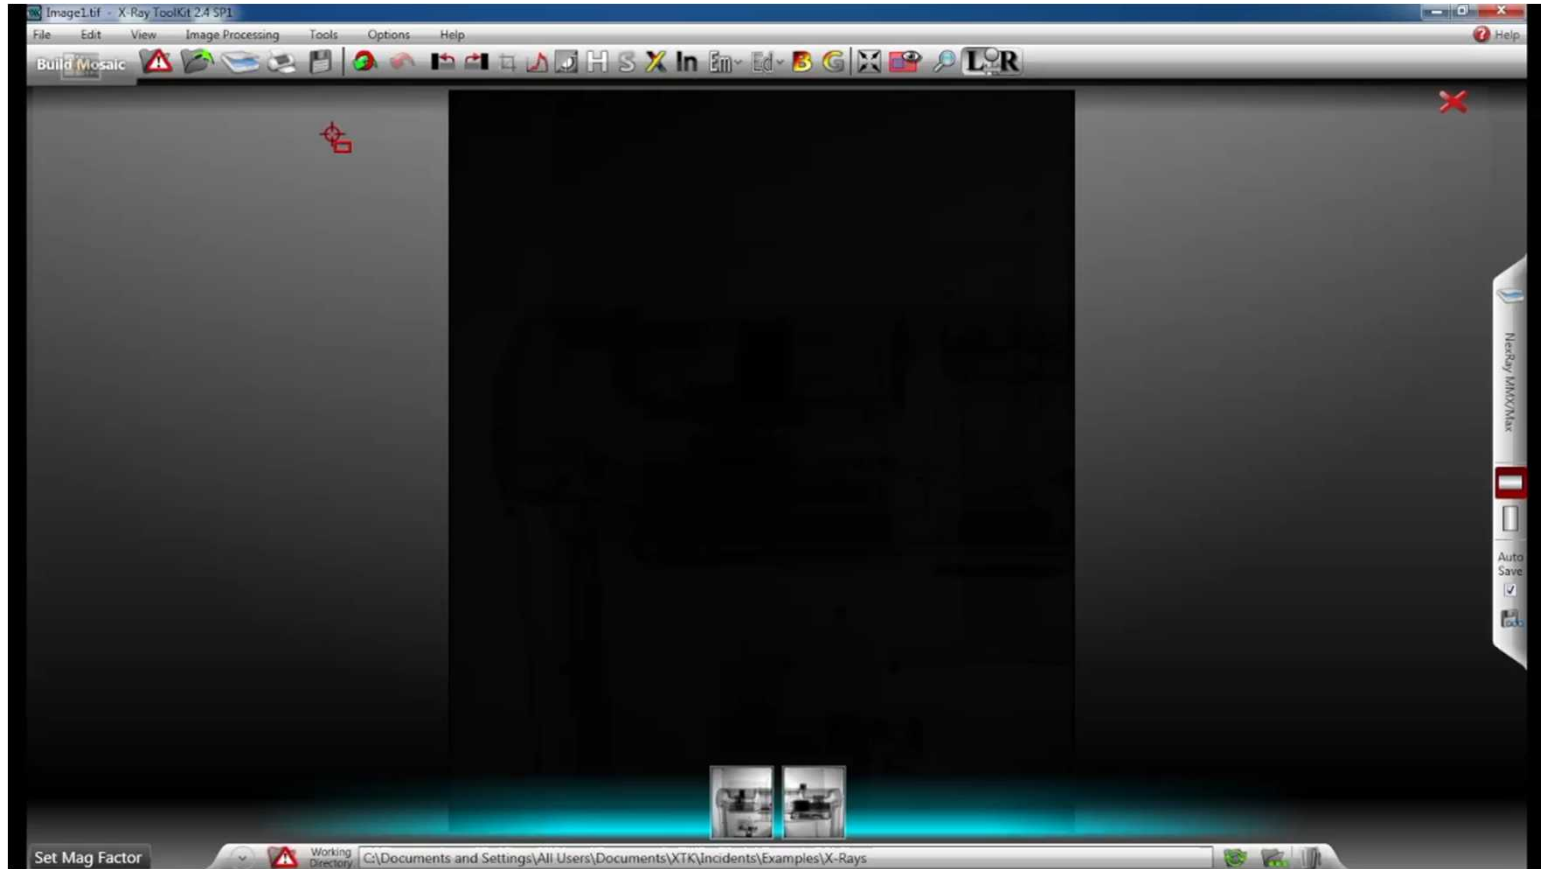 Image1.tif - X-Ray ToolKit 2.4 SP1
File Edit View Image Processing Tools Options Help
Help
Build Mosaic
H S X In Em Ed B G L R
NexRay MMX/Max
Auto
Save
Set Mag Factor
Working
Directory
C:\Documents and Settings\All Users\Documents\XTK\Incidents\Examples\X-Rays